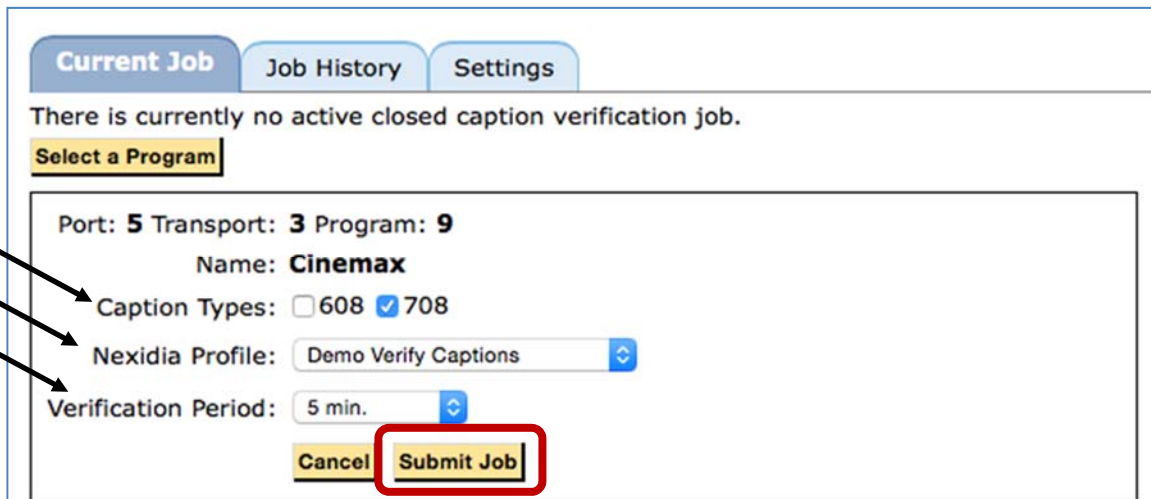 Current Job Job History Settings
There is currently no active closed caption verification job.
Select a Program
Port: 5 Transport: 3 Program: 9
Name: Cinemax
Caption Types: 608 708
Nexidia Profile: Demo Verify Captions
Verification Period: 5 min.
Cancel Submit Job